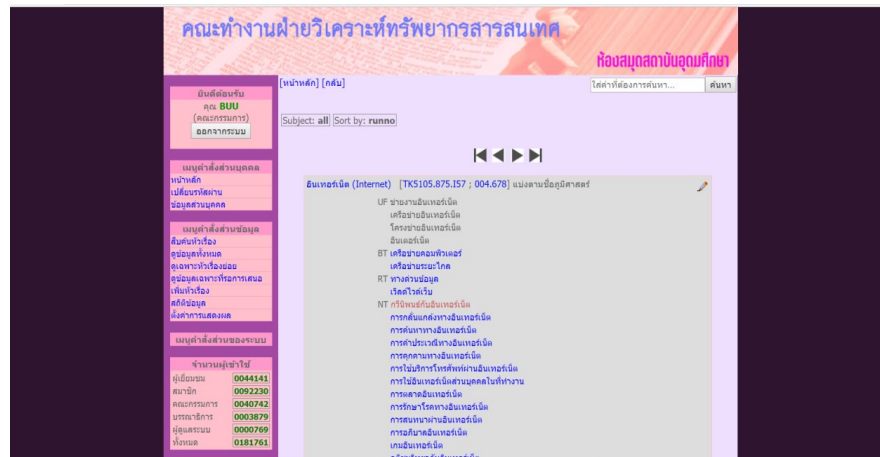 คณะทำงานฝ่ายวิเคราะห์ทรัพยากรสารสนเทศ
ห้องสมุดสถาบันอุดมศึกษา
ยินดีต้อนรับ
คุณ BUU
(คณะกรรมการ)
ออกจากระบบ
เมนูคำสั่งส่วนบุคคล
หน้าหลัก
เปลี่ยนรหัสผ่าน
ข้อมูลส่วนบุคคล
เมนูคำสั่งส่วนข้อมูล
สืบค้นหัวเรื่อง
ดูข้อมูลทั้งหมด
ดูเฉพาะหัวเรื่องย่อย
ดูข้อมูลเฉพาะที่รอการเสนอ
เพิ่มหัวเรื่อง
สถิติข้อมูล
ตั้งค่าการแสดงผล
เมนูคำสั่งส่วนของระบบ
จำนวนผู้เข้าใช้
ผู้เยี่ยมชม 0044141
สมาชิก 0092230
คณะกรรมการ 0040742
บรรณาธิการ 0003879
ผู้ดูแลระบบ 0000769
ทั้งหมด 0181761
[หน้าหลัก] [กลับ]
ใส่คำที่ต้องการค้นหา... ค้นหา
Subject: all Sort by: runno
อินเทอร์เน็ต (Internet) [TK5105.875.I57 ; 004.678] แบ่งตามชื่อภูมิศาสตร์
UF ข่ายงานอินเทอร์เน็ต
เครือข่ายอินเทอร์เน็ต
โครงข่ายอินเทอร์เน็ต
อินเตอร์เน็ต
BT เครือข่ายคอมพิวเตอร์
เครือข่ายระยะไกล
RT ทางด่วนข้อมูล
เวิลด์ไวด์เว็บ
NT กวีนิพนธ์กับอินเทอร์เน็ต
การกลั่นแกล้งทางอินเทอร์เน็ต
การค้นหาทางอินเทอร์เน็ต
การค้าประเวณีทางอินเทอร์เน็ต
การคุกคามทางอินเทอร์เน็ต
การใช้บริการโทรศัพท์ผ่านอินเทอร์เน็ต
การใช้อินเทอร์เน็ตส่วนบุคคลในที่ทำงาน
การตลาดอินเทอร์เน็ต
การรักษาโรคทางอินเทอร์เน็ต
การสนทนาผ่านอินเทอร์เน็ต
การอภิบาลอินเทอร์เน็ต
เกมอินเทอร์เน็ต